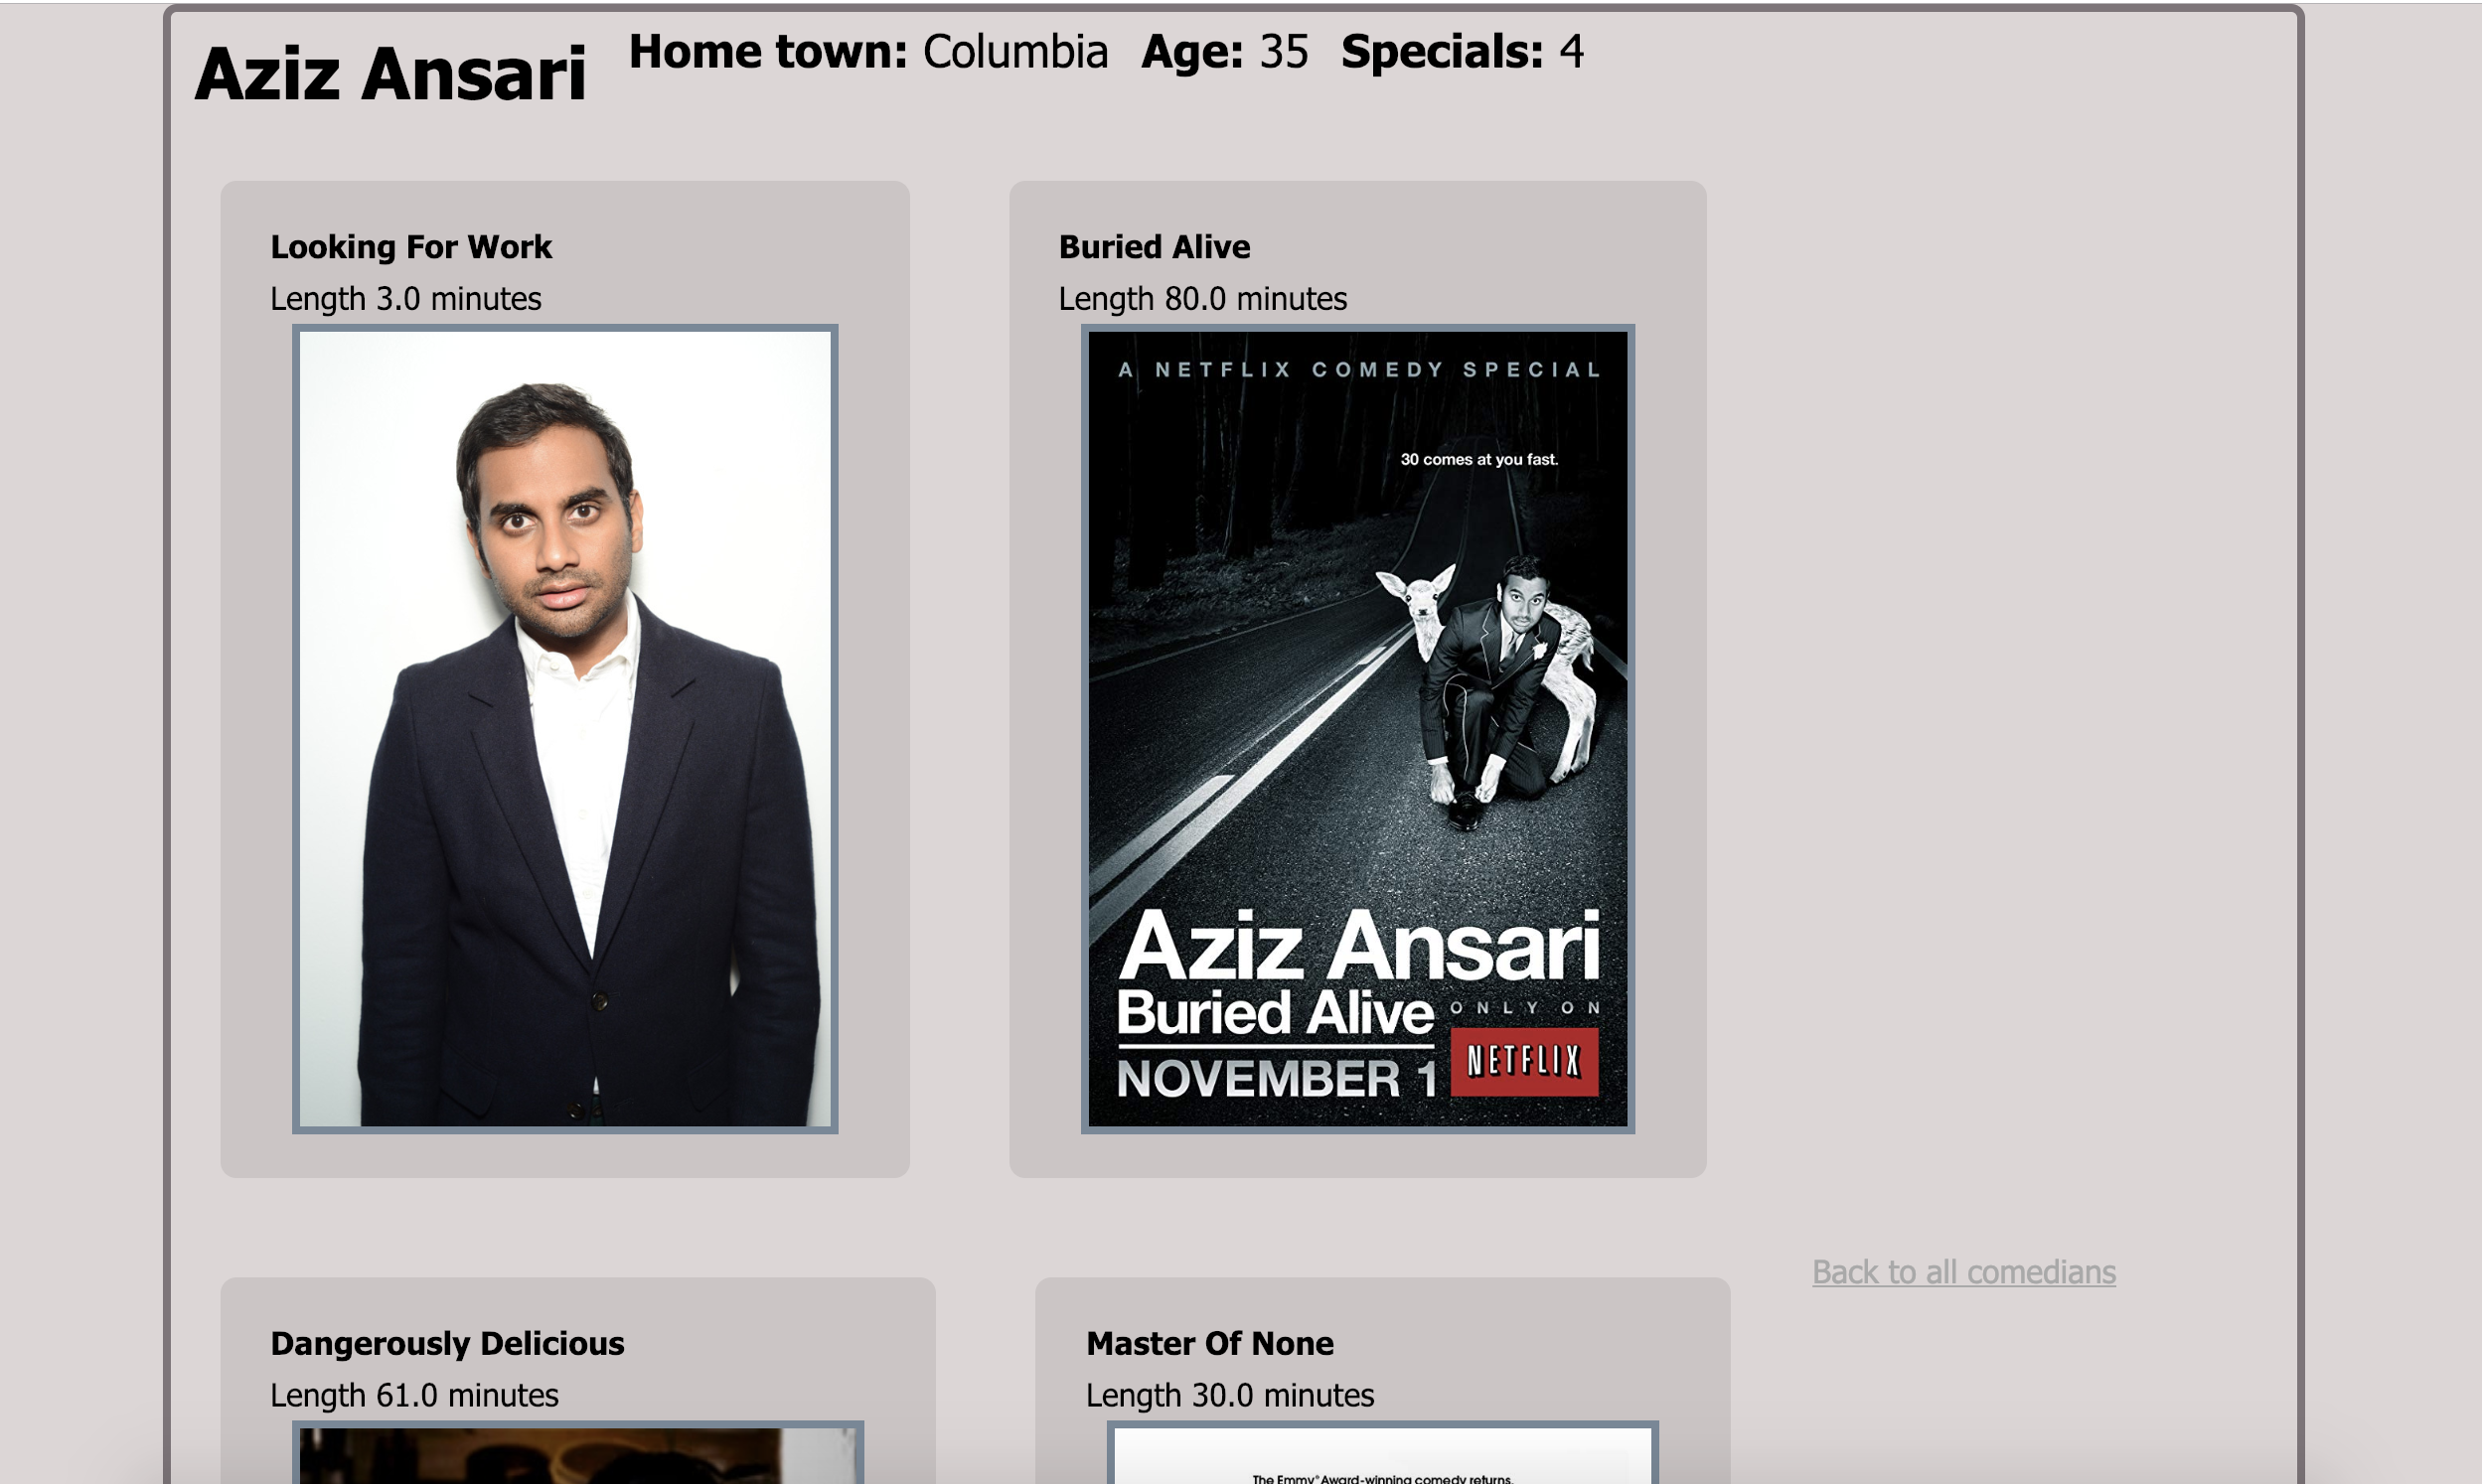 Aziz Ansari Home town: Columbia Age: 35 Specials: 4
Looking For Work
Length 3.0 minutes
Buried Alive
Length 80.0 minutes
A NETFLIX COMEDY SPECIAL
30 comes at you fast.
Aziz Ansari
Buried Alive
ONLY ON
NOVEMBER 1
NETFLIX
Back to all comedians
Dangerously Delicious
Length 61.0 minutes
Master Of None
Length 30.0 minutes
The Emmy® Award-winning comedy returns.